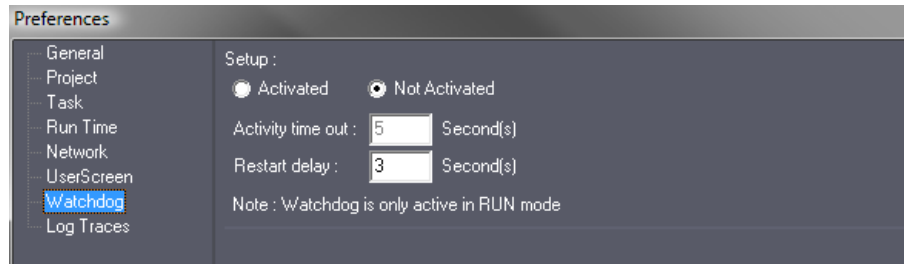 Preferences
General
Project
Task
Run Time
Network
UserScreen
Watchdog
Log Traces
Setup :
Activated Not Activated
Activity time out : 5 Second(s)
Restart delay : 3 Second(s)
Note : Watchdog is only active in RUN mode